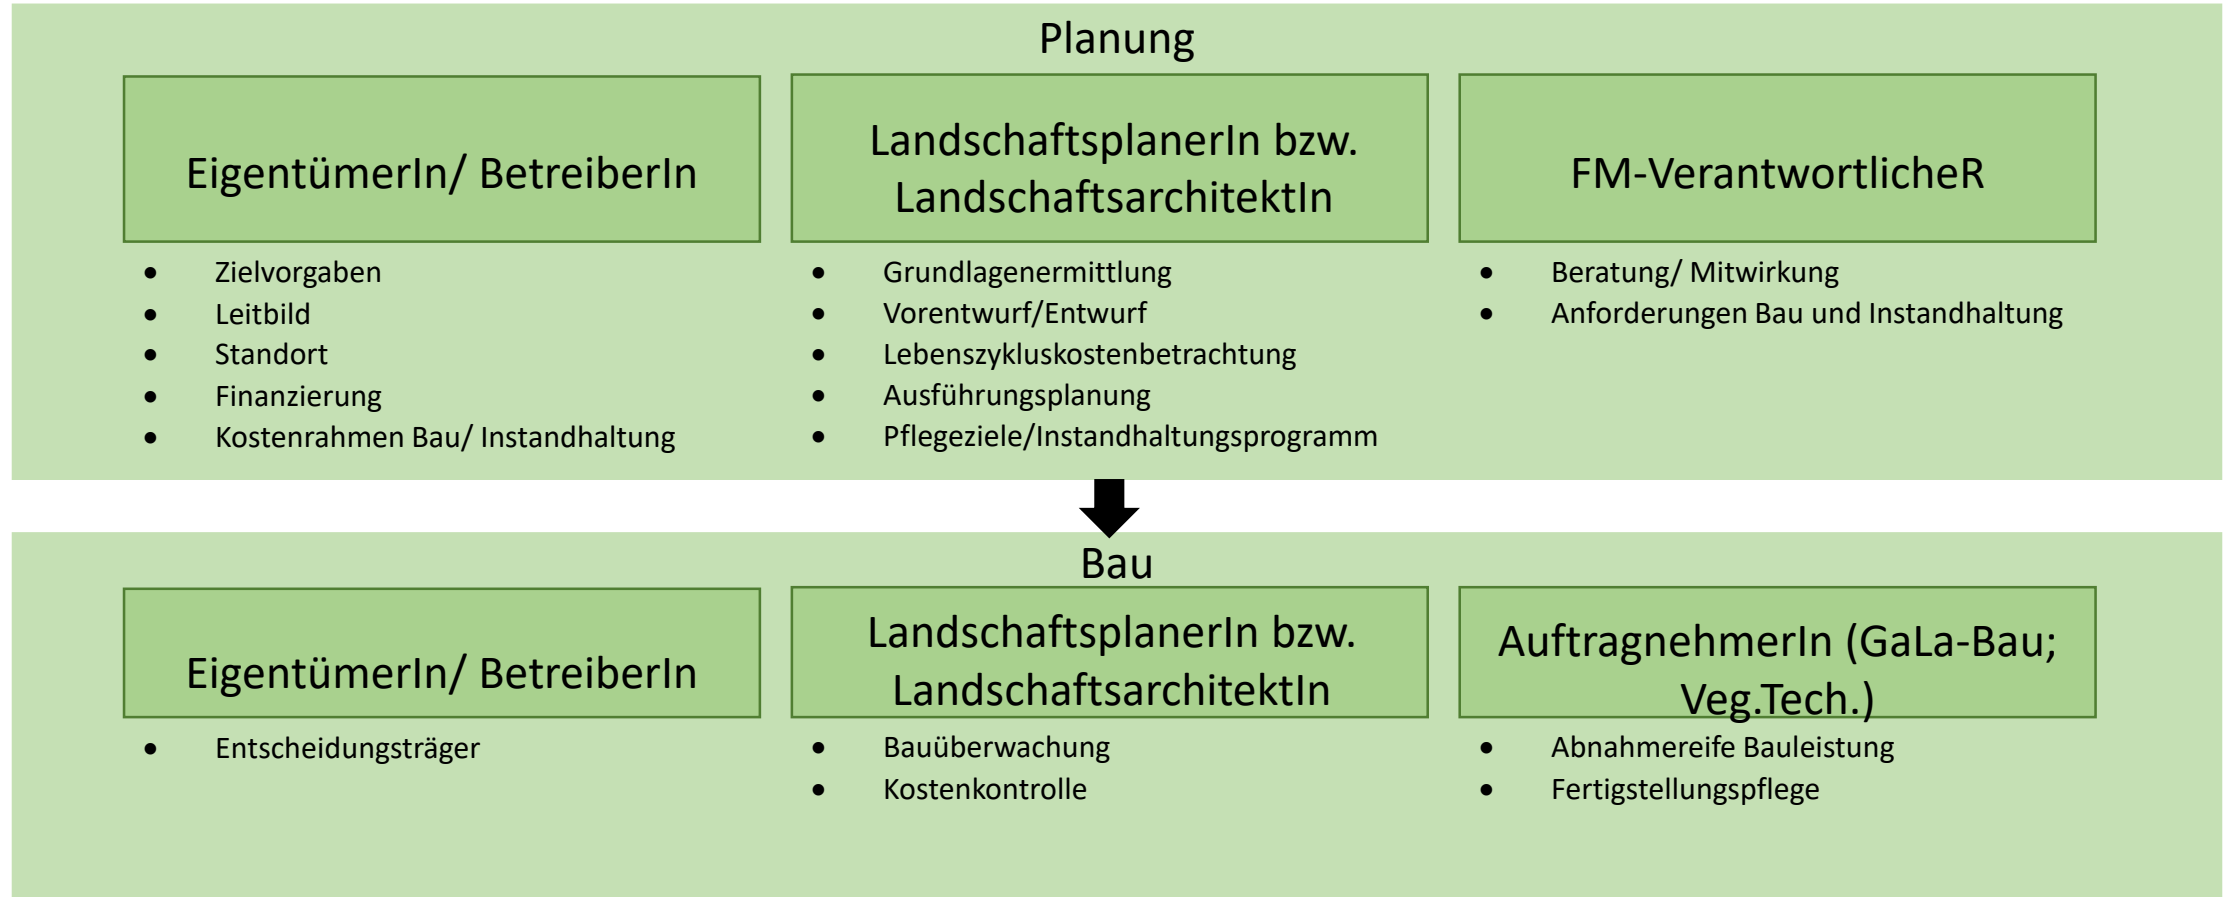 Planung
EigentümerIn/ BetreiberIn
Zielvorgaben
Leitbild
Standort
Finanzierung
Kostenrahmen Bau/ Instandhaltung
LandschaftsplanerIn bzw.
LandschaftsarchitektIn
Grundlagenermittlung
Vorentwurf/Entwurf
Lebenszykluskostenbetrachtung
Ausführungsplanung
Pflegeziele/Instandhaltungsprogramm
FM-VerantwortlicheR
Beratung/ Mitwirkung
Anforderungen Bau und Instandhaltung
Bau
EigentümerIn/ BetreiberIn
Entscheidungsträger
LandschaftsplanerIn bzw.
LandschaftsarchitektIn
Bauüberwachung
Kostenkontrolle
AuftragnehmerIn (GaLa-Bau;
Veg.Tech.)
Abnahmereife Bauleistung
Fertigstellungspflege